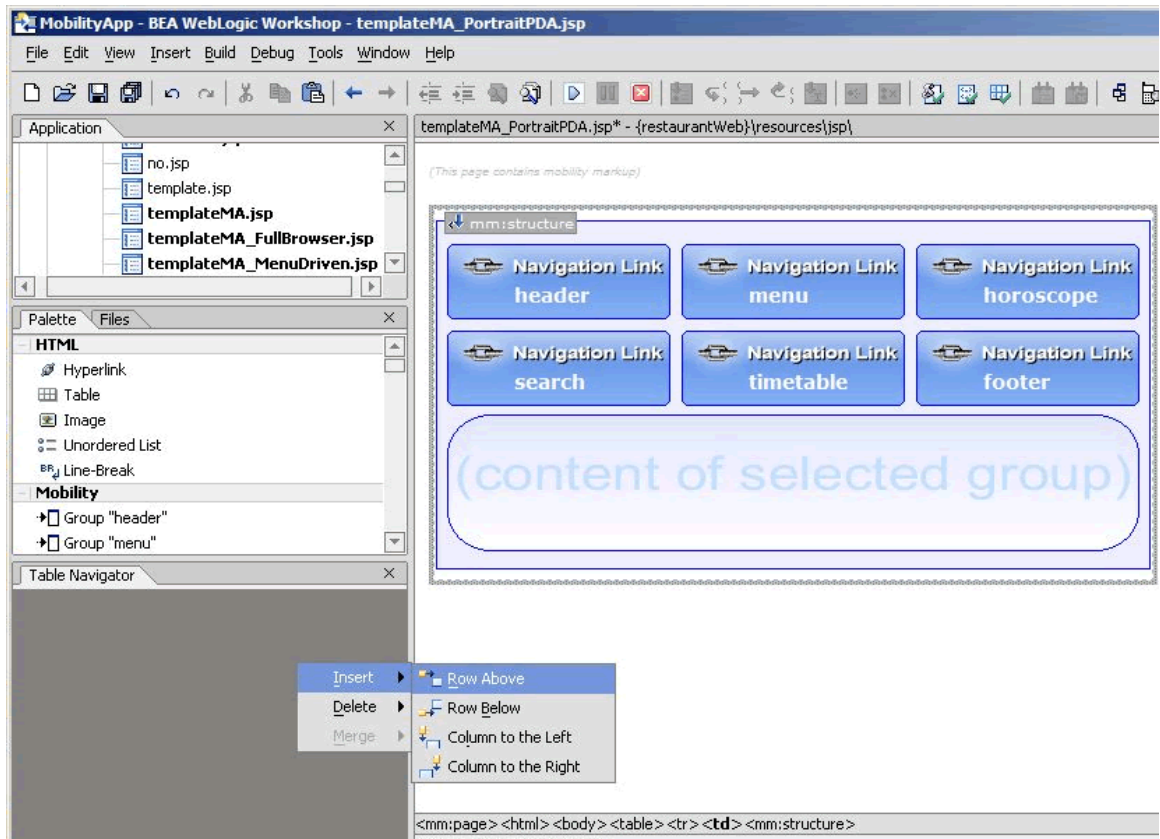 MobilityApp - BEA WebLogic Workshop - templateMA_PortraitPDA.jsp
File Edit View Insert Build Debug Tools Window Help
Application
no.jsp
template.jsp
templateMA.jsp
templateMA_FullBrowser.jsp
templateMA_MenuDriven.jsp
Palette Files
HTML
Hyperlink
Table
Image
Unordered List
BR Line-Break
Mobility
Group "header"
Group "menu"
Table Navigator
templateMA_PortraitPDA.jsp* - {restaurantWeb}\resources\jsp\
(This page contains mobility markup)
mm:structure
Navigation Link Navigation Link Navigation Link
header menu horoscope
Navigation Link Navigation Link Navigation Link
search timetable footer
(content of selected group)
Insert Row Above
Delete Row Below
Merge Column to the Left
Column to the Right
<mm:page> <html> <body> <table> <tr> <td> <mm:structure>